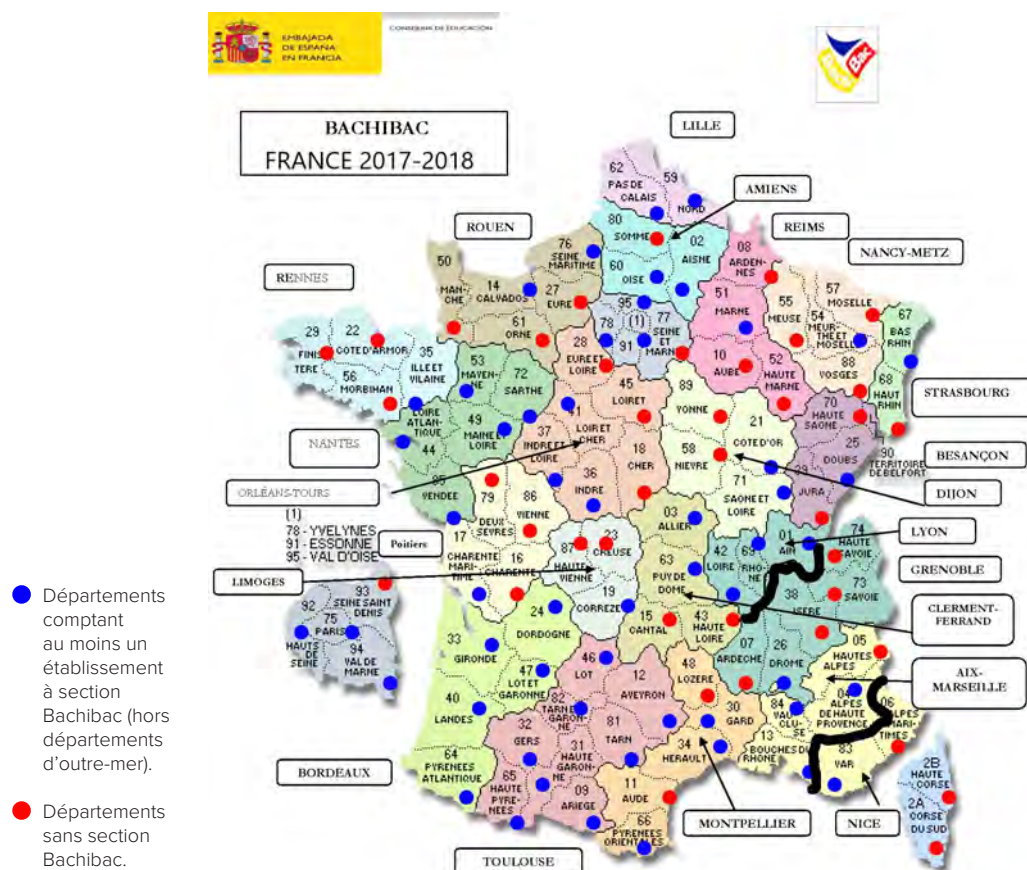 EMBAJADA
DE ESPAÑA
EN FRANCIA
CONSEJERÍA DE EDUCACIÓN
Bac
BACHIBAC
FRANCE 2017-2018
LILLE
AMIENS
ROUEN
REIMS
NANCY-METZ
RENNES
STRASBOURG
NANTES
BESANÇON
ORLÉANS-TOURS
DIJON
(1)
78 - YVELYNES
91 - ESSONNE
95 - VAL D'OISE
Poitiers
LYON
LIMOGES
GRENOBLE
CLERMENT-
FERRAND
AIX-
MARSEILLE
BORDEAUX
MONTPELLIER
NICE
TOULOUSE
62
PAS DE
CALAIS
59
NORD
80
SOMME
02
AISNE
60
OISE
76
SEINE
MARITIME
27
EURE
50
MAN
CHE
14
CALVADOS
61
ORNE
08
ARDEN-
NES
51
MARNE
10
AUBE
52
HAUTE
MARNE
55
MEUSE
54
MEUR-
THE ET
MOSELLE
57
MOSELLE
88
VOSGES
67
BAS
RHIN
68
HAUT
RHIN
95
(1)
78
91
77
SEINE
ET
MARN
29
FINIS
TERE
22
COTE D'ARMOR
56
MORBIHAN
35
ILLE ET
VILAINE
53
MAYEN-
NE
72
SARTHE
LOIRE
ATLAN-
TIQUE
44
49
MAINE ET
LOIRE
85
VENDEE
28
EURE ET
LOIRE
45
LOIRET
41
LOIR ET
CHER
37
INDRE ET
LOIRE
18
CHER
36
INDRE
89
YONNE
21
COTE D'OR
58
NIEVRE
71
SAONE ET
LOIRE
70
HAUTE
SAONE
25
DOUBS
39
JURA
90
TERRITOIRE
DE BELFORT
79
DEUX
SEVRES
86
VIENNE
17
CHARENTE
MARI-
TIME
16
CHARENTE
87
HAUTE
VIENNE
23
CREUSE
19
CORREZE
03
ALLIER
63
PUY DE
DOME
15
CANTAL
43
HAUTE
LOIRE
42
LOIRE
69
RHO-
NE
01
AIN
74
HAUTE
SAVOIE
73
SAVOIE
38
ISERE
07
ARDECHE
26
DROME
05
HAUTES
ALPES
04
ALPES
DE HAUTE
PROVENCE
06
ALPES
MARI-
TIMES
84
VAU
CLUSE
13
BOUCHES DU
RHONE
83
VAR
24
DORDOGNE
33
GIRONDE
47
LOT ET
GARONNE
40
LANDES
64
PYRENEES
ATLANTIQUE
46
LOT
12
AVEYRON
82
TARN ET
GARON-
NE
81
TARN
32
GERS
31
HAUTE
GARON-
NE
65
HAUTE
PYRE-
NEES
09
ARIEGE
48
LOZERE
30
GARD
34
HERAULT
11
AUDE
66
PYRENEES
ORIENTALES
2B
HAUTE
CORSE
2A
CORSE
DU SUD
93
SEINE SAINT
DENIS
92
HAUTS
DE
SEINE
75
PARIS
94
VAL DE
MARNE
Départements
comptant
au moins un
établissement
à section
Bachibac (hors
départements
d'outre-mer).
Départements
sans section
Bachibac.